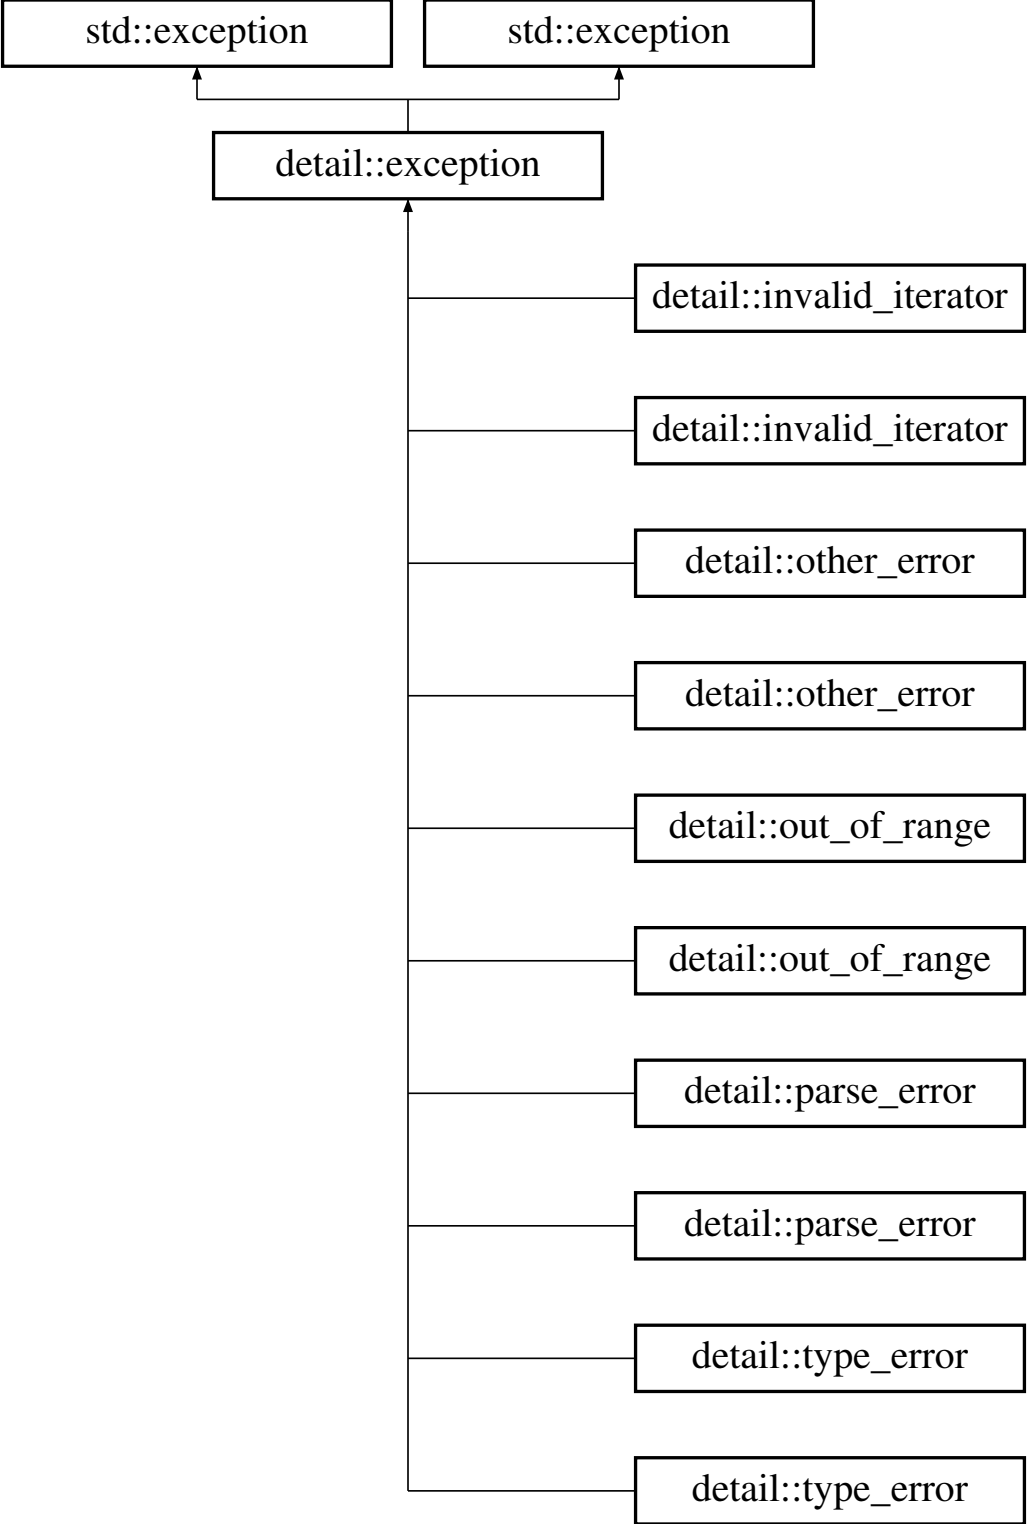 std::exception
std::exception
detail::exception
detail::invalid_iterator
detail::invalid_iterator
detail::other_error
detail::other_error
detail::out_of_range
detail::out_of_range
detail::parse_error
detail::parse_error
detail::type_error
detail::type_error